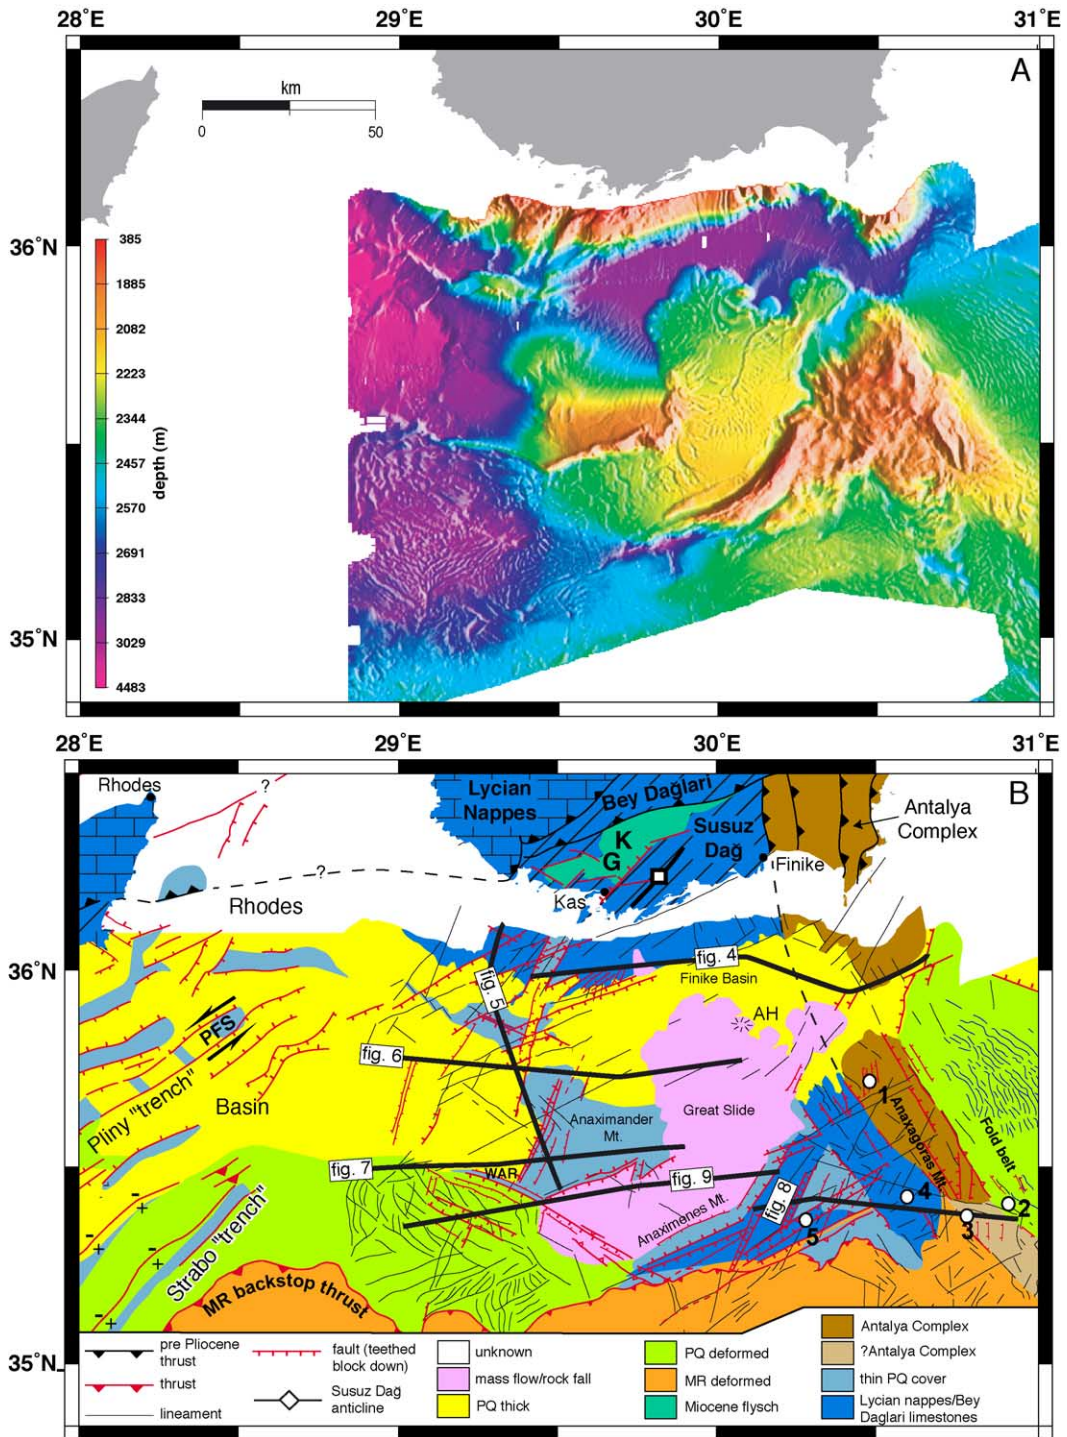 28°E 29°E 30°E 31°E
A
km
0 50
36°N
385
1885
2082
2223
2344
2457
2570
2691
2833
3029
4483
depth (m)
35°N
28°E 29°E 30°E 31°E
B
Rhodes
?
Lycian
Nappes
Bey Dağlari
K
G
Susuz
Dağ
Antalya
Complex
Finike
Kas
?
Rhodes
36°N
fig. 4
Finike Basin
fig. 5
PFS
AH
fig. 6
Pliny "trench"
Basin
Anaximander
Mt.
Great Slide
1
Anaxagoras Mt.
Fold belt
fig. 7
WAR
fig. 9
fig. 8
4
2
3
5
Anaximenes Mt.
Strabo "trench"
- +
- +
- +
MR backstop thrust
35°N
pre Pliocene
thrust
thrust
lineament
fault (teethed
block down)
Susuz Dağ
anticline
unknown
mass flow/rock fall
PQ thick
PQ deformed
MR deformed
Miocene flysch
Antalya Complex
?Antalya Complex
thin PQ cover
Lycian nappes/Bey
Daglari limestones